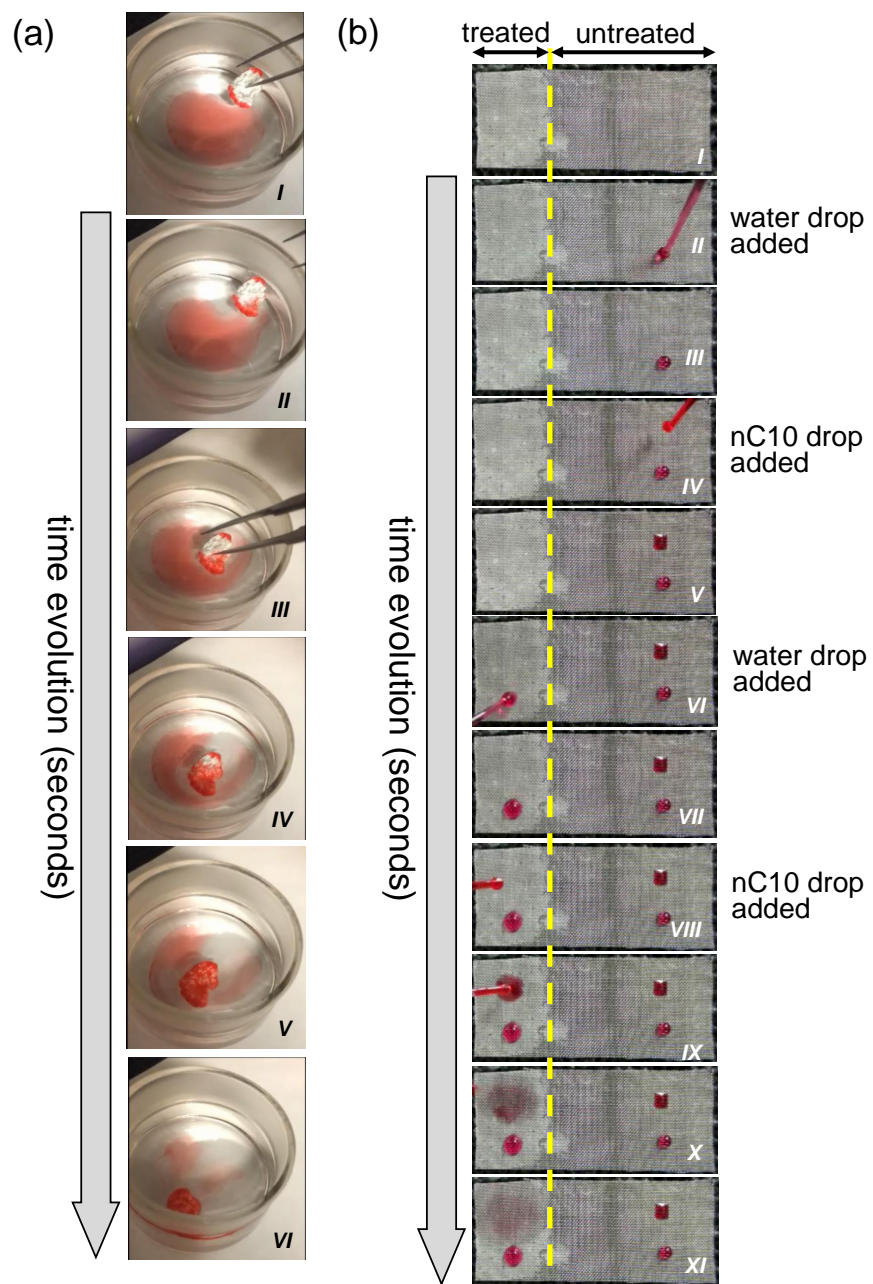 (a)
I
II
III
IV
V
VI
time evolution (seconds)
(b)
treated
untreated
I
II
water drop
added
III
IV
nC10 drop
added
V
VI
water drop
added
VII
VIII
nC10 drop
added
IX
X
XI
time evolution (seconds)